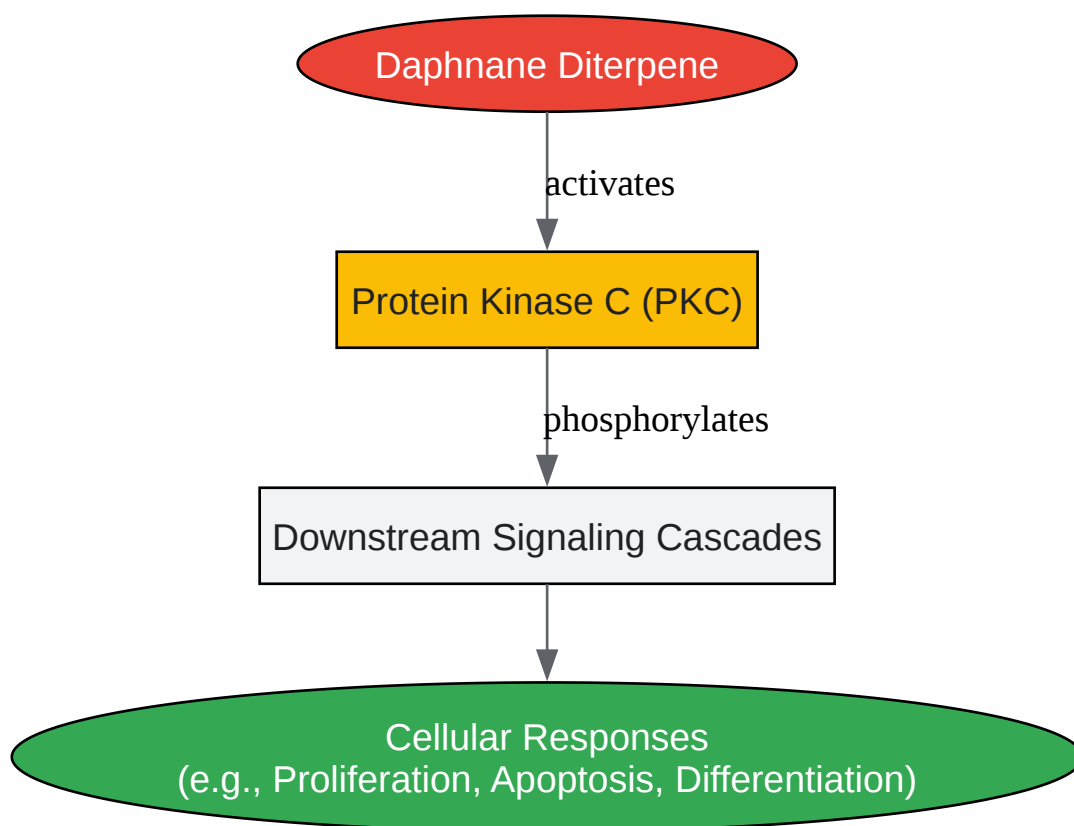 Daphnane Diterpene
activates
Protein Kinase C (PKC)
phosphorylates
Downstream Signaling Cascades
Cellular Responses
(e.g., Proliferation, Apoptosis, Differentiation)